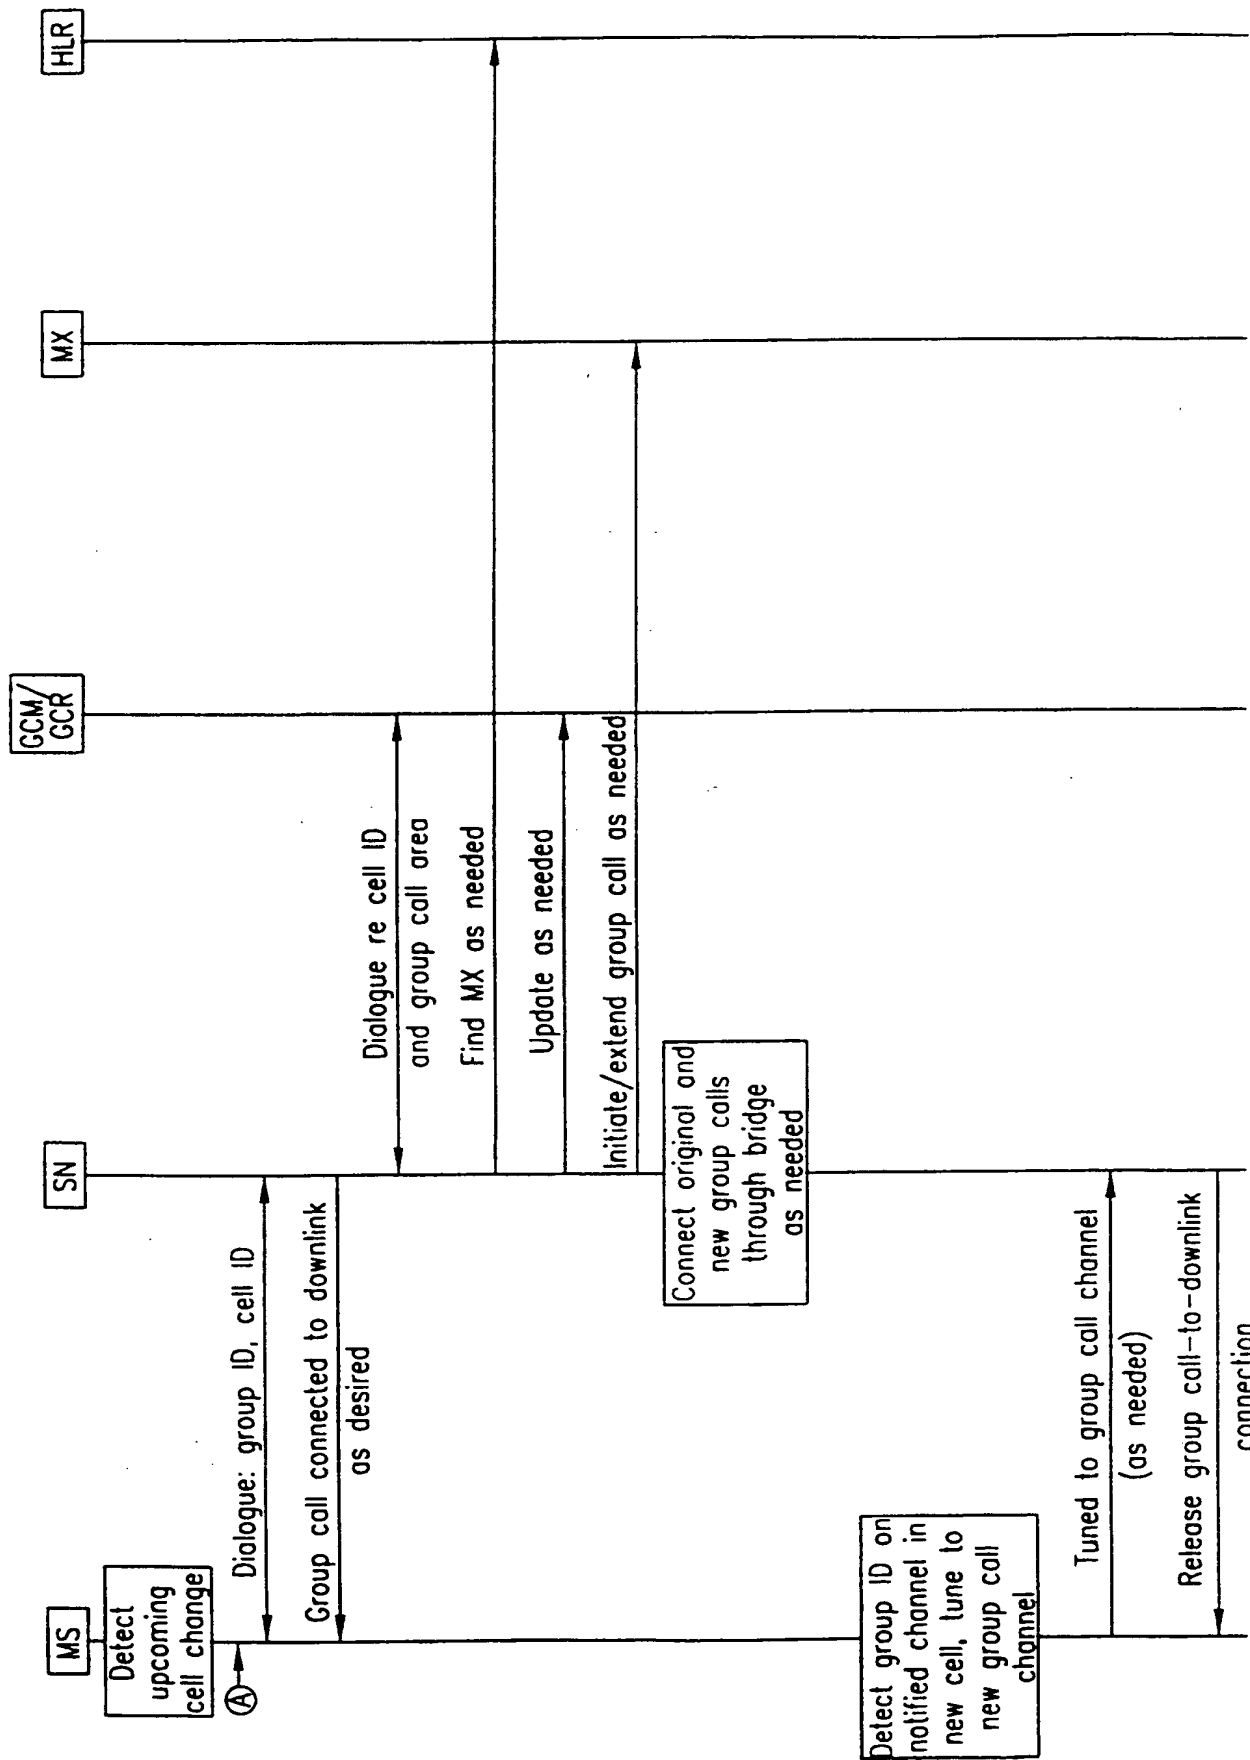 MS
SN
GCM/
GCR
MX
HLR
Detect
upcoming
cell change
A
Dialogue: group ID, cell ID
Group call connected to downlink
as desired
Dialogue re cell ID
and group call area
Find MX as needed
Update as needed
Initiate/extend group call as needed
Connect original and
new group calls
through bridge
as needed
Detect group ID on
notified channel in
new cell, tune to
new group call
channel
Tuned to group call channel
(as needed)
Release group call-to-downlink
connection